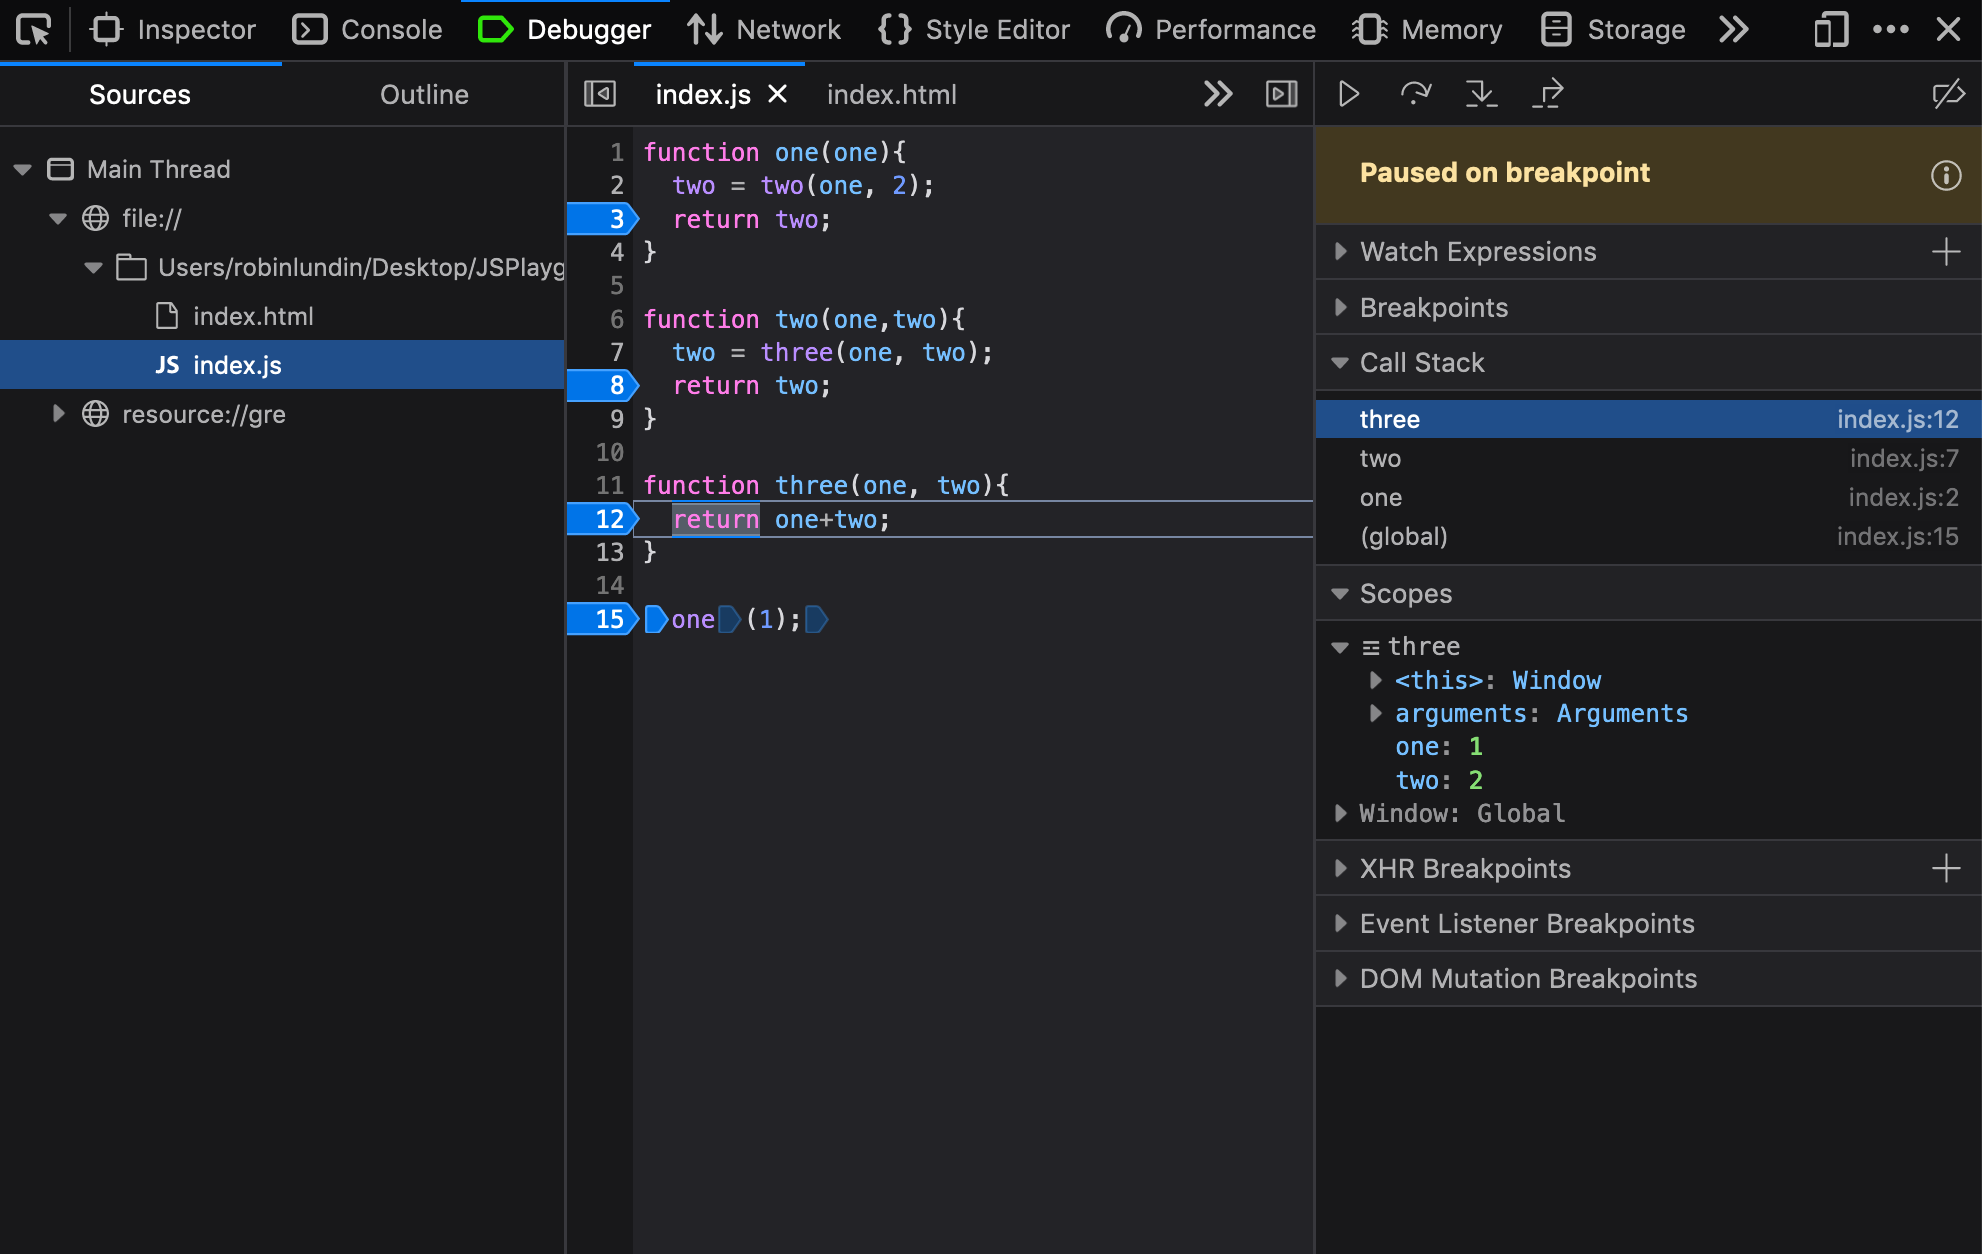 Inspector Console Debugger Network Style Editor Performance Memory Storage
Sources Outline
Main Thread
file://
Users/robinlundin/Desktop/JSPlayg
index.html
JS index.js
resource://gre
index.js index.html
1 function one(one){
2 two = two(one, 2);
3 return two;
4 }
5
6 function two(one,two){
7 two = three(one, two);
8 return two;
9 }
10
11 function three(one, two){
12 return one+two;
13 }
14
15 one(1);
Paused on breakpoint
Watch Expressions
Breakpoints
Call Stack
three index.js:12
two index.js:7
one index.js:2
(global) index.js:15
Scopes
three
<this>: Window
arguments: Arguments
one: 1
two: 2
Window: Global
XHR Breakpoints
Event Listener Breakpoints
DOM Mutation Breakpoints